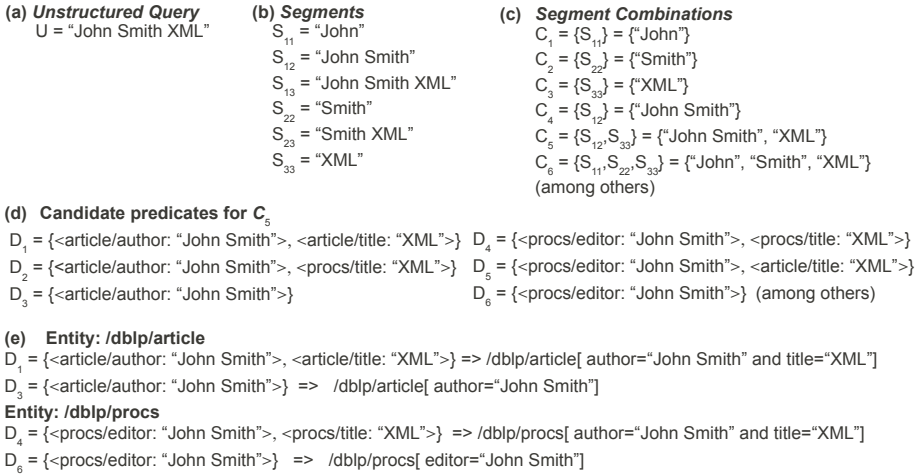 (a) Unstructured Query
U = “John Smith XML”
(b) Segments
S11 = “John”
S12 = “John Smith”
S13 = “John Smith XML”
S22 = “Smith”
S23 = “Smith XML”
S33 = “XML”
(c) Segment Combinations
C1 = {S11} = {“John”}
C2 = {S22} = {“Smith”}
C3 = {S33} = {“XML”}
C4 = {S12} = {“John Smith”}
C5 = {S12,S33} = {“John Smith”, “XML”}
C6 = {S11,S22,S33} = {“John”, “Smith”, “XML”}
(among others)
(d) Candidate predicates for C5
D1 = {<article/author: “John Smith”>, <article/title: “XML”>}
D2 = {<article/author: “John Smith”>, <procs/title: “XML”>}
D3 = {<article/author: “John Smith”>}
D4 = {<procs/editor: “John Smith”>, <procs/title: “XML”>}
D5 = {<procs/editor: “John Smith”>, <article/title: “XML”>}
D6 = {<procs/editor: “John Smith”>} (among others)
(e) Entity: /dblp/article
D1 = {<article/author: “John Smith”>, <article/title: “XML”>} => /dblp/article[ author=“John Smith” and title=“XML”]
D3 = {<article/author: “John Smith”>} => /dblp/article[ author=“John Smith”]
Entity: /dblp/procs
D4 = {<procs/editor: “John Smith”>, <procs/title: “XML”>} => /dblp/procs[ author=“John Smith” and title=“XML”]
D6 = {<procs/editor: “John Smith”>} => /dblp/procs[ editor=“John Smith”]